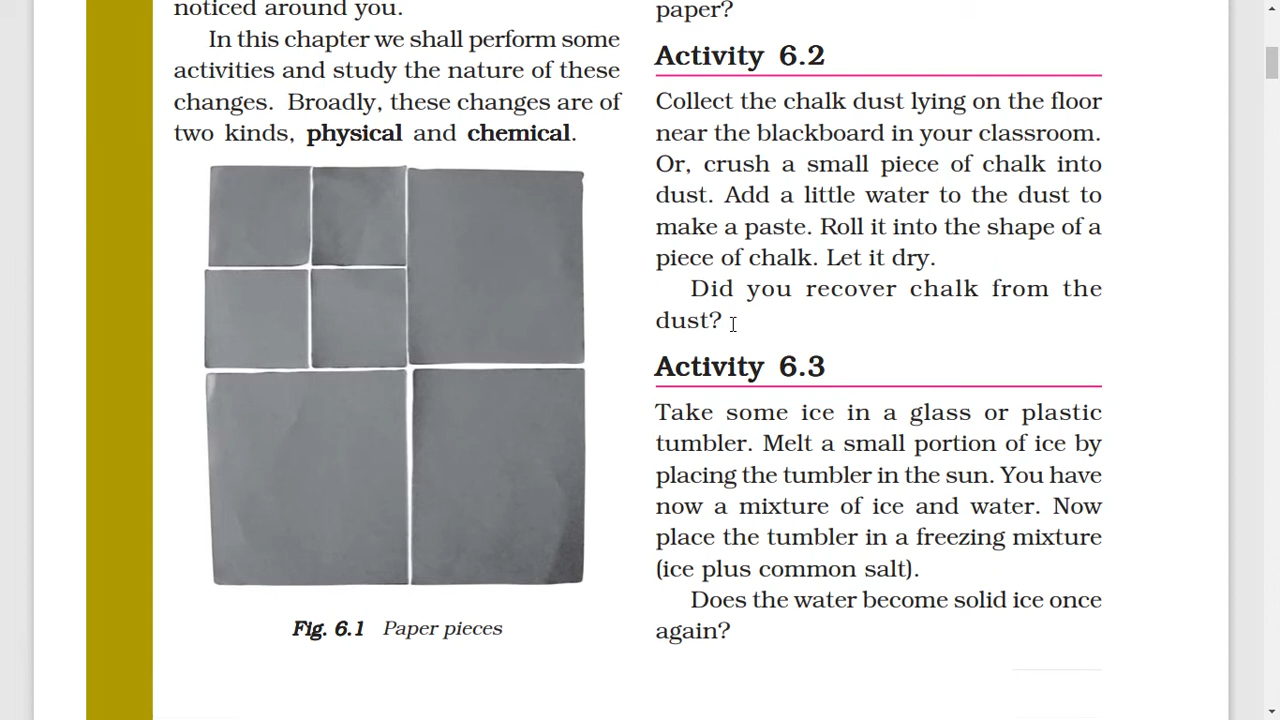 noticed around you.
In this chapter we shall perform some
activities and study the nature of these
changes. Broadly, these changes are of
two kinds, physical and chemical.
Fig. 6.1 Paper pieces
paper?
Activity 6.2
Collect the chalk dust lying on the floor
near the blackboard in your classroom.
Or, crush a small piece of chalk into
dust. Add a little water to the dust to
make a paste. Roll it into the shape of a
piece of chalk. Let it dry.
Did you recover chalk from the
dust?
Activity 6.3
Take some ice in a glass or plastic
tumbler. Melt a small portion of ice by
placing the tumbler in the sun. You have
now a mixture of ice and water. Now
place the tumbler in a freezing mixture
(ice plus common salt).
Does the water become solid ice once
again?